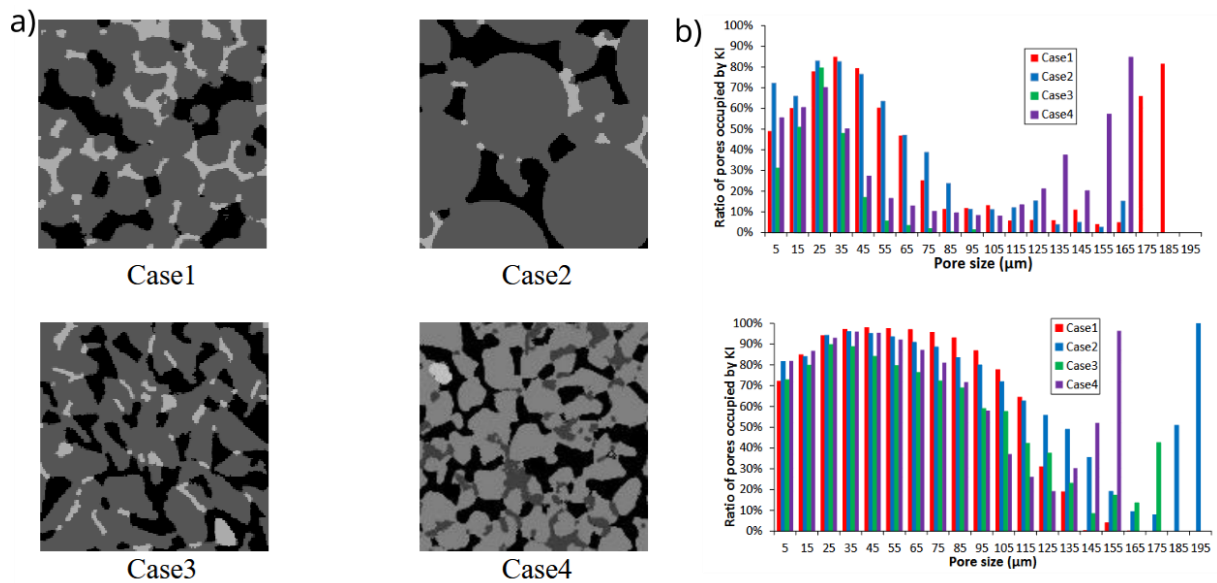 a)
Case1
Case2
Case3
Case4
b)
Ratio of pores occupied by KI
100%
90%
80%
70%
60%
50%
40%
30%
20%
10%
0%
Case1
Case2
Case3
Case4
5 15 25 35 45 55 65 75 85 95 105 115 125 135 145 155 165 175 185 195
Pore size (μm)
Ratio of pores occupied by KI
100%
90%
80%
70%
60%
50%
40%
30%
20%
10%
0%
Case1
Case2
Case3
Case4
5 15 25 35 45 55 65 75 85 95 105 115 125 135 145 155 165 175 185 195
Pore size (μm)